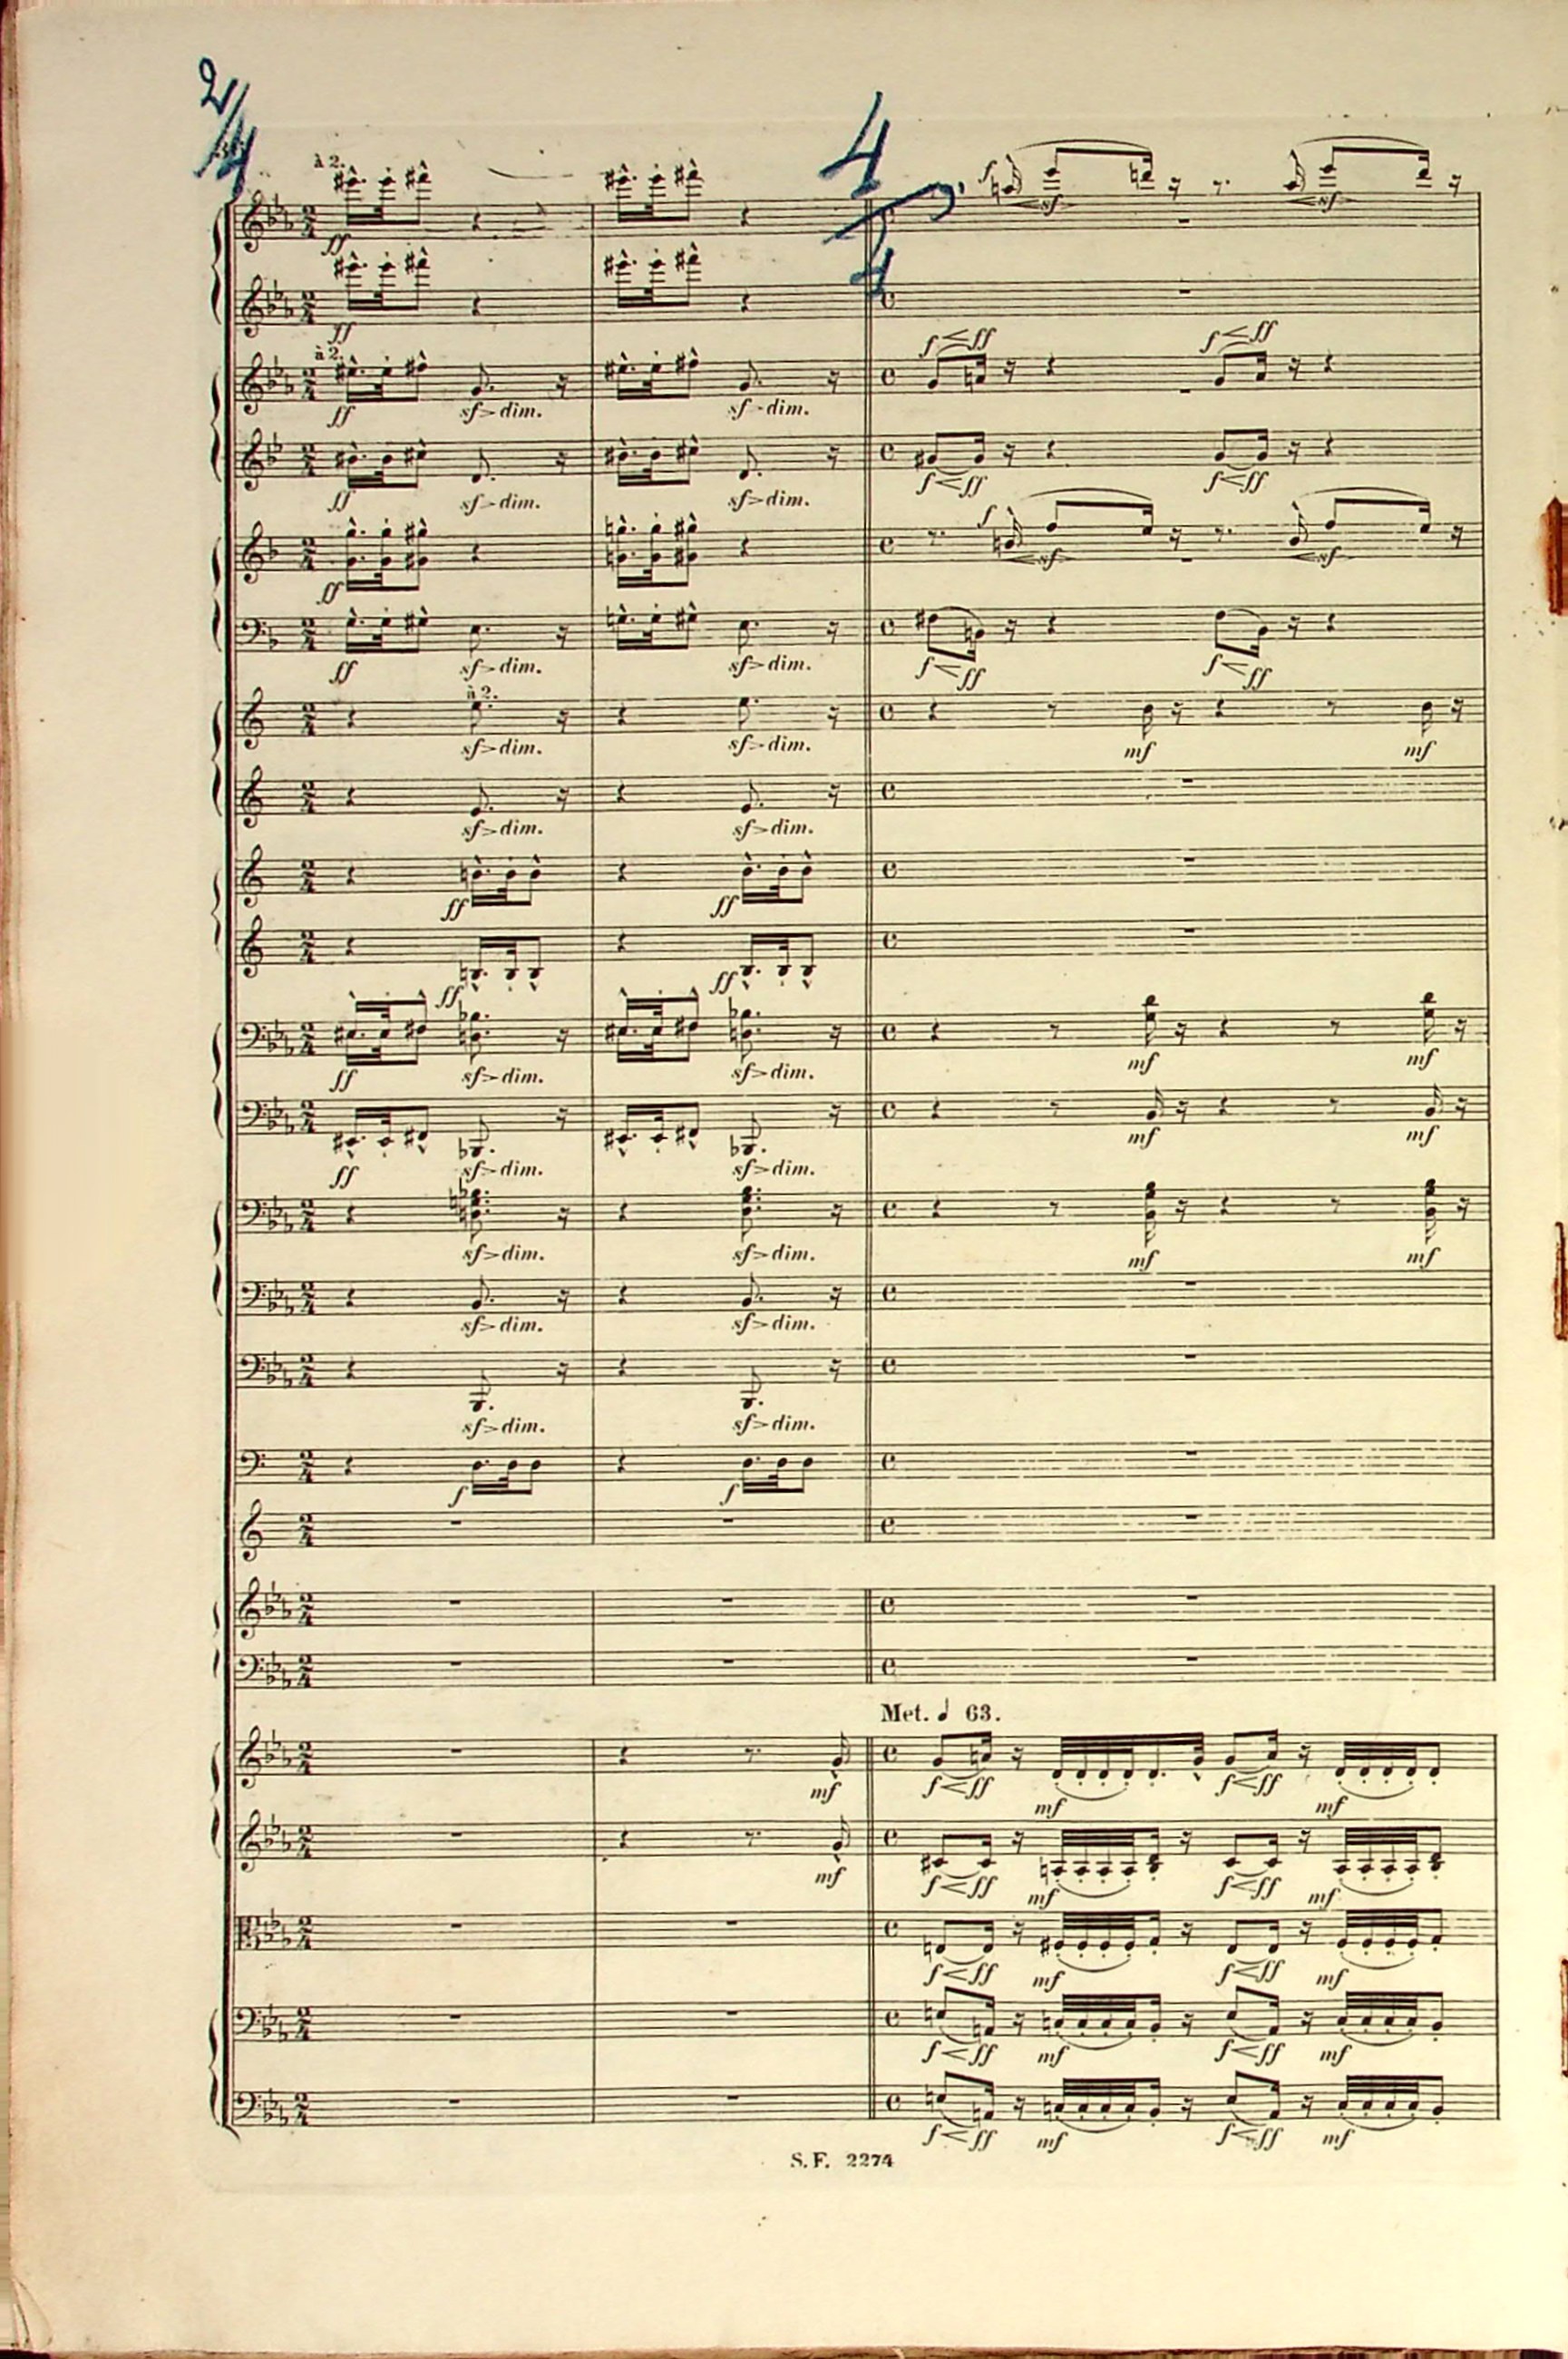 2/4 4/4
à 2.
ff
ff
f sf sf
f<ff f<ff
à 2.
ff sf>dim. sf>dim.
ff sf>dim. sf>dim. f<ff f<ff
f sf sf
ff
ff sf>dim. sf>dim. f<ff f<ff
à 2.
sf>dim. sf>dim. mf mf
sf>dim. sf>dim.
ff ff
ff ff
ff sf>dim. sf>dim. mf mf
ff sf>dim. sf>dim. mf mf
sf>dim. sf>dim. mf mf
sf>dim. sf>dim.
sf>dim. sf>dim.
f f
Met. ♩ 63.
mf f<ff mf f<ff mf
mf f<ff mf f<ff mf
f<ff mf f<ff mf
f<ff mf f<ff mf
f<ff mf f<ff mf
S.F. 2274